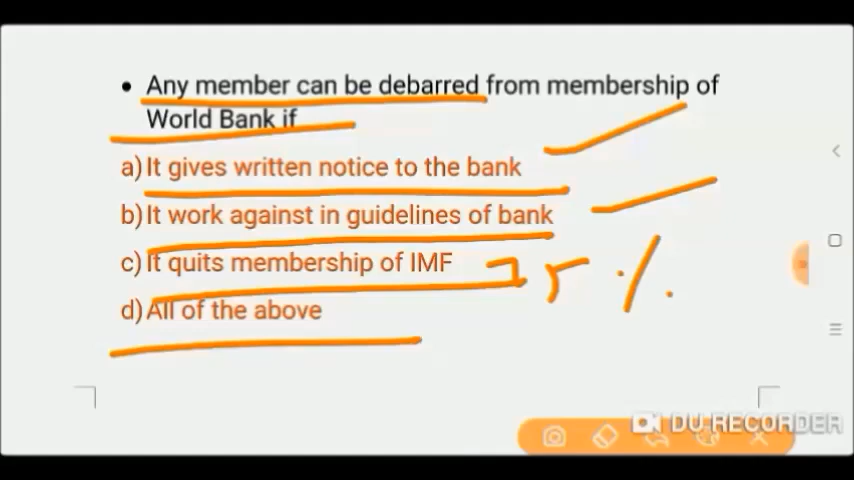 • Any member can be debarred from membership of
World Bank if
a) It gives written notice to the bank
b) It work against in guidelines of bank
c) It quits membership of IMF 75%.
d) All of the above
DU RECORDER